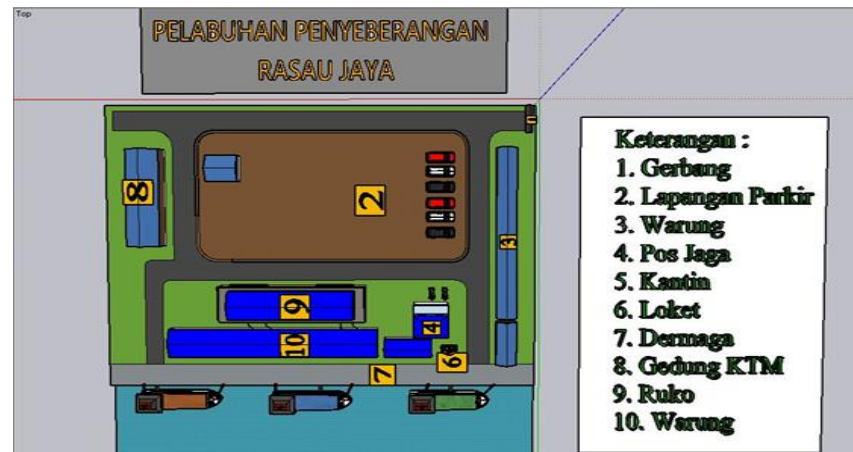 Top
PELABUHAN PENYEBERANGAN
RASAU JAYA
8
2
3
9
4
10
6
7
Keterangan :
1. Gerbang
2. Lapangan Parkir
3. Warung
4. Pos Jaga
5. Kantin
6. Loket
7. Dermaga
8. Gedung KTM
9. Ruko
10. Warung